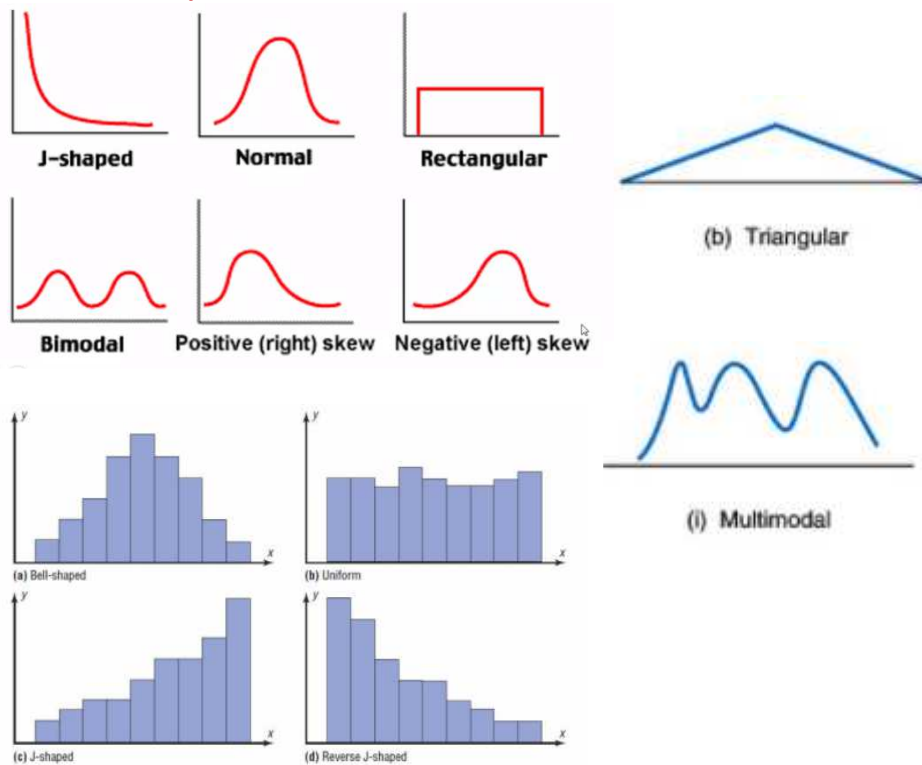 J-shaped
Normal
Rectangular
(b) Triangular
Bimodal
Positive (right) skew
Negative (left) skew
(i) Multimodal
y
x
(a) Bell-shaped
y
x
(b) Uniform
y
x
(c) J-shaped
y
x
(d) Reverse J-shaped